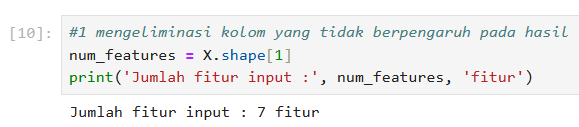 [10]: #1 mengeliminasi kolom yang tidak berpengaruh pada hasil
num_features = X.shape[1]
print('Jumlah fitur input :', num_features, 'fitur')
Jumlah fitur input : 7 fitur